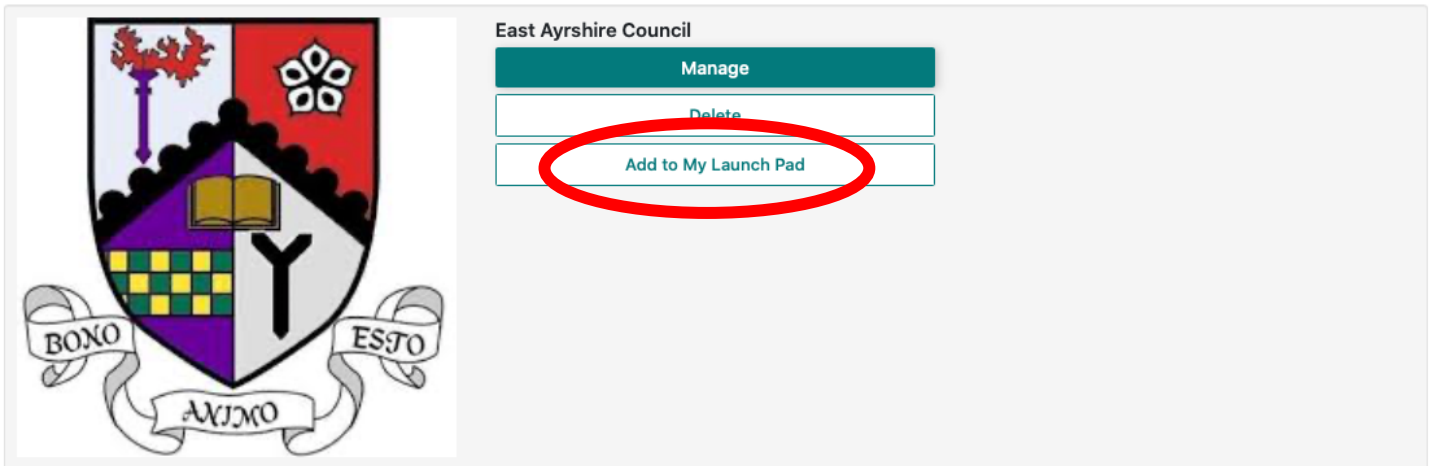 East Ayrshire Council
Manage
Delete
Add to My Launch Pad
BONO
ESTO
ANIMO